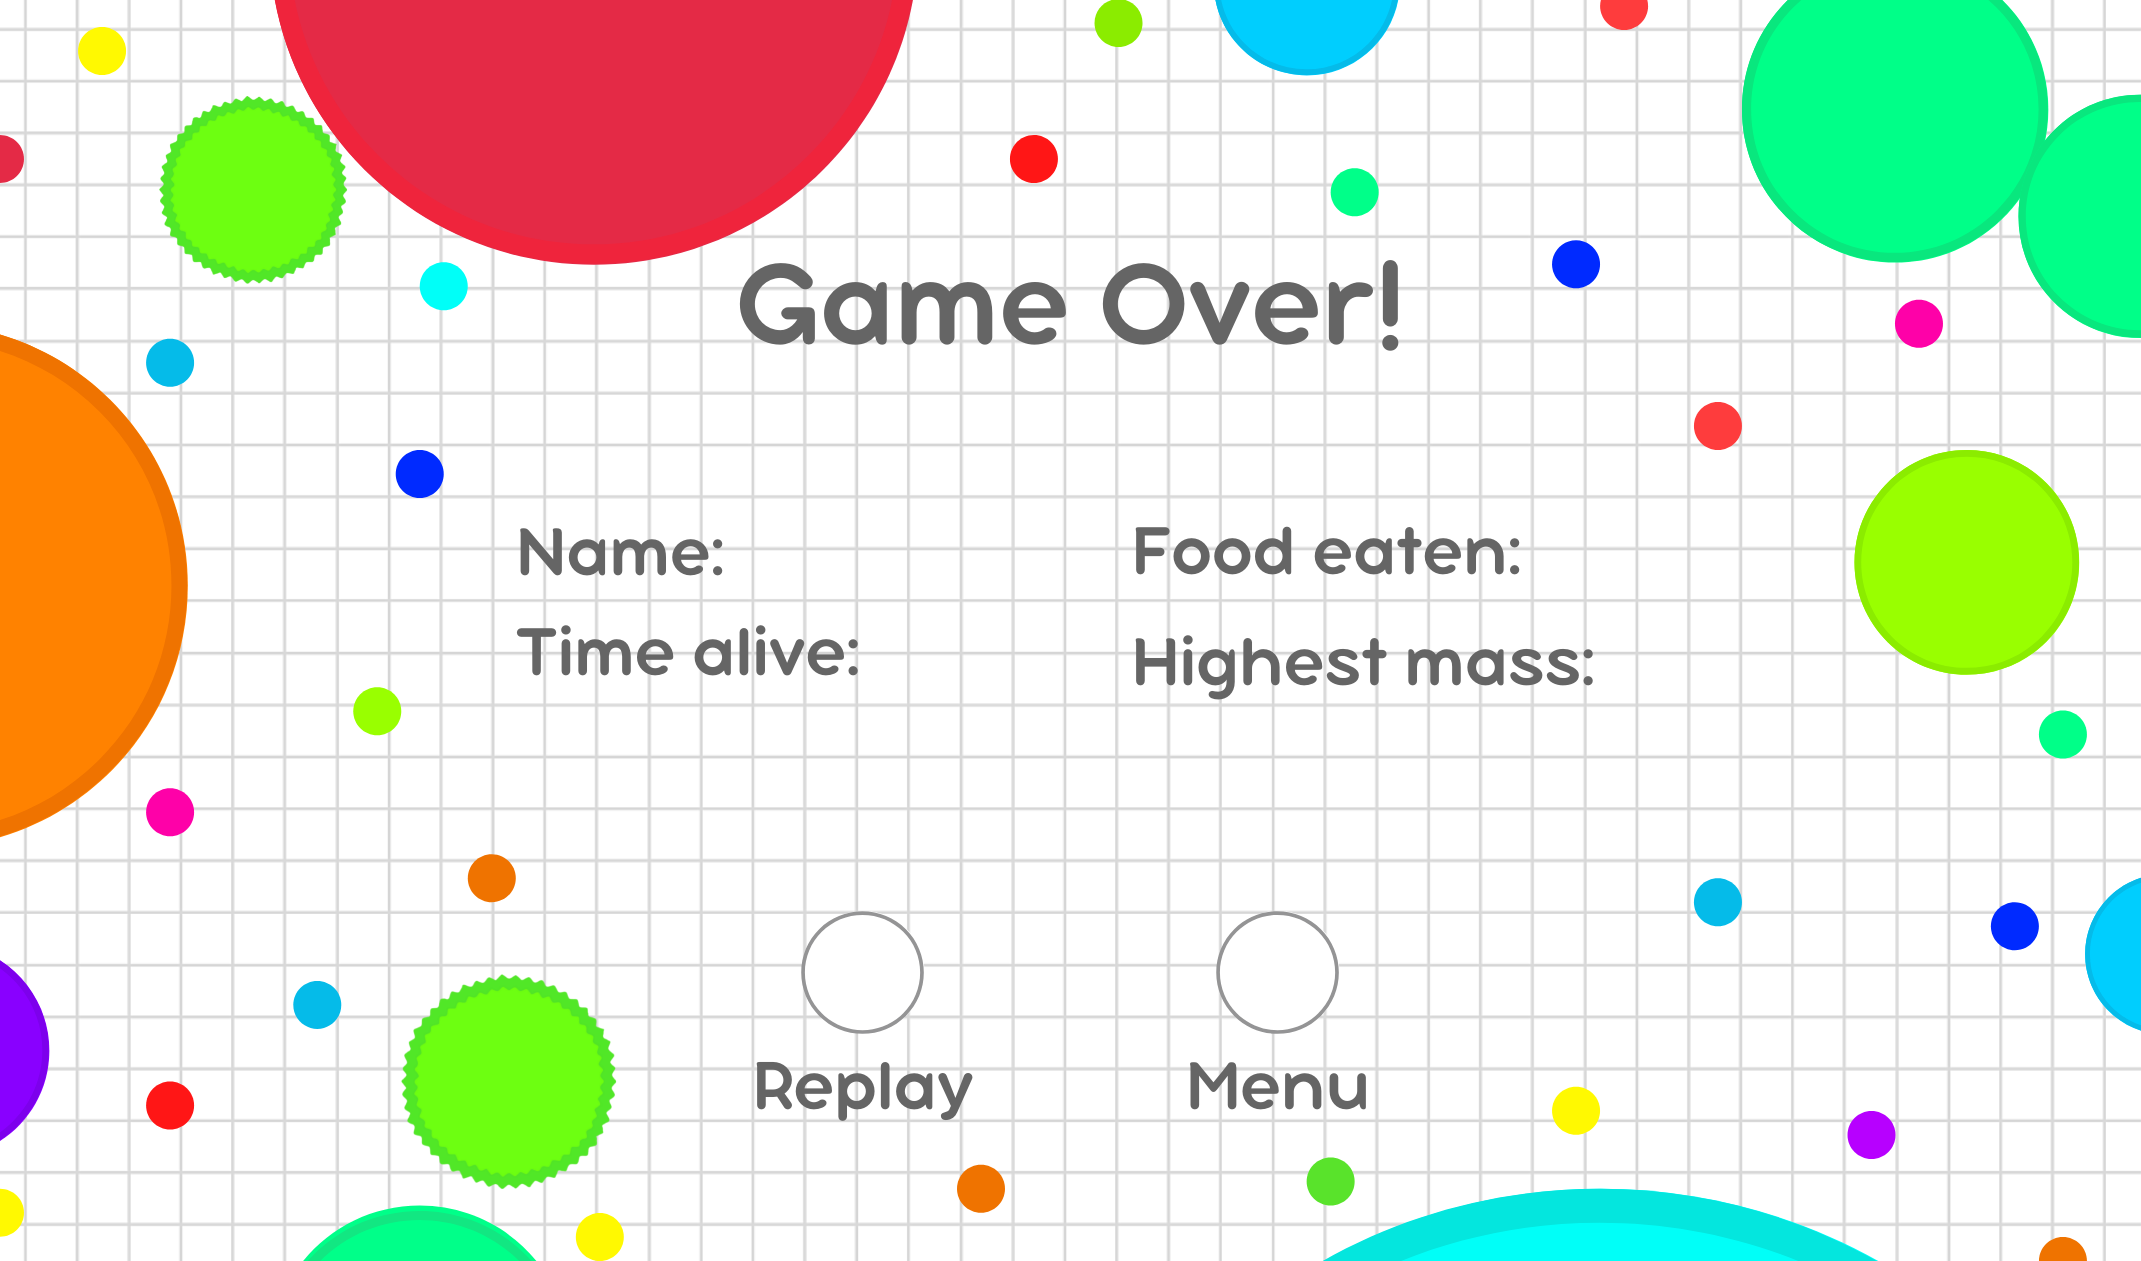 Game Over!
Name:
Food eaten:
Time alive:
Highest mass:
Replay
Menu